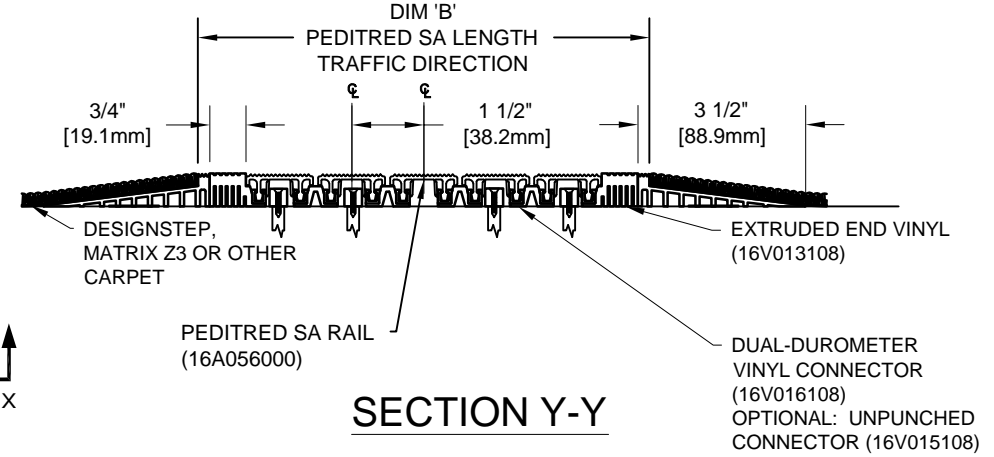 DIM 'B'
PEDITRED SA LENGTH
TRAFFIC DIRECTION
℄ ℄
3/4"
[19.1mm]
1 1/2"
[38.2mm]
3 1/2"
[88.9mm]
DESIGNSTEP,
MATRIX Z3 OR OTHER
CARPET
EXTRUDED END VINYL
(16V013108)
PEDITRED SA RAIL
(16A056000)
DUAL-DUROMETER
VINYL CONNECTOR
(16V016108)
OPTIONAL: UNPUNCHED
CONNECTOR (16V015108)
X
SECTION Y-Y